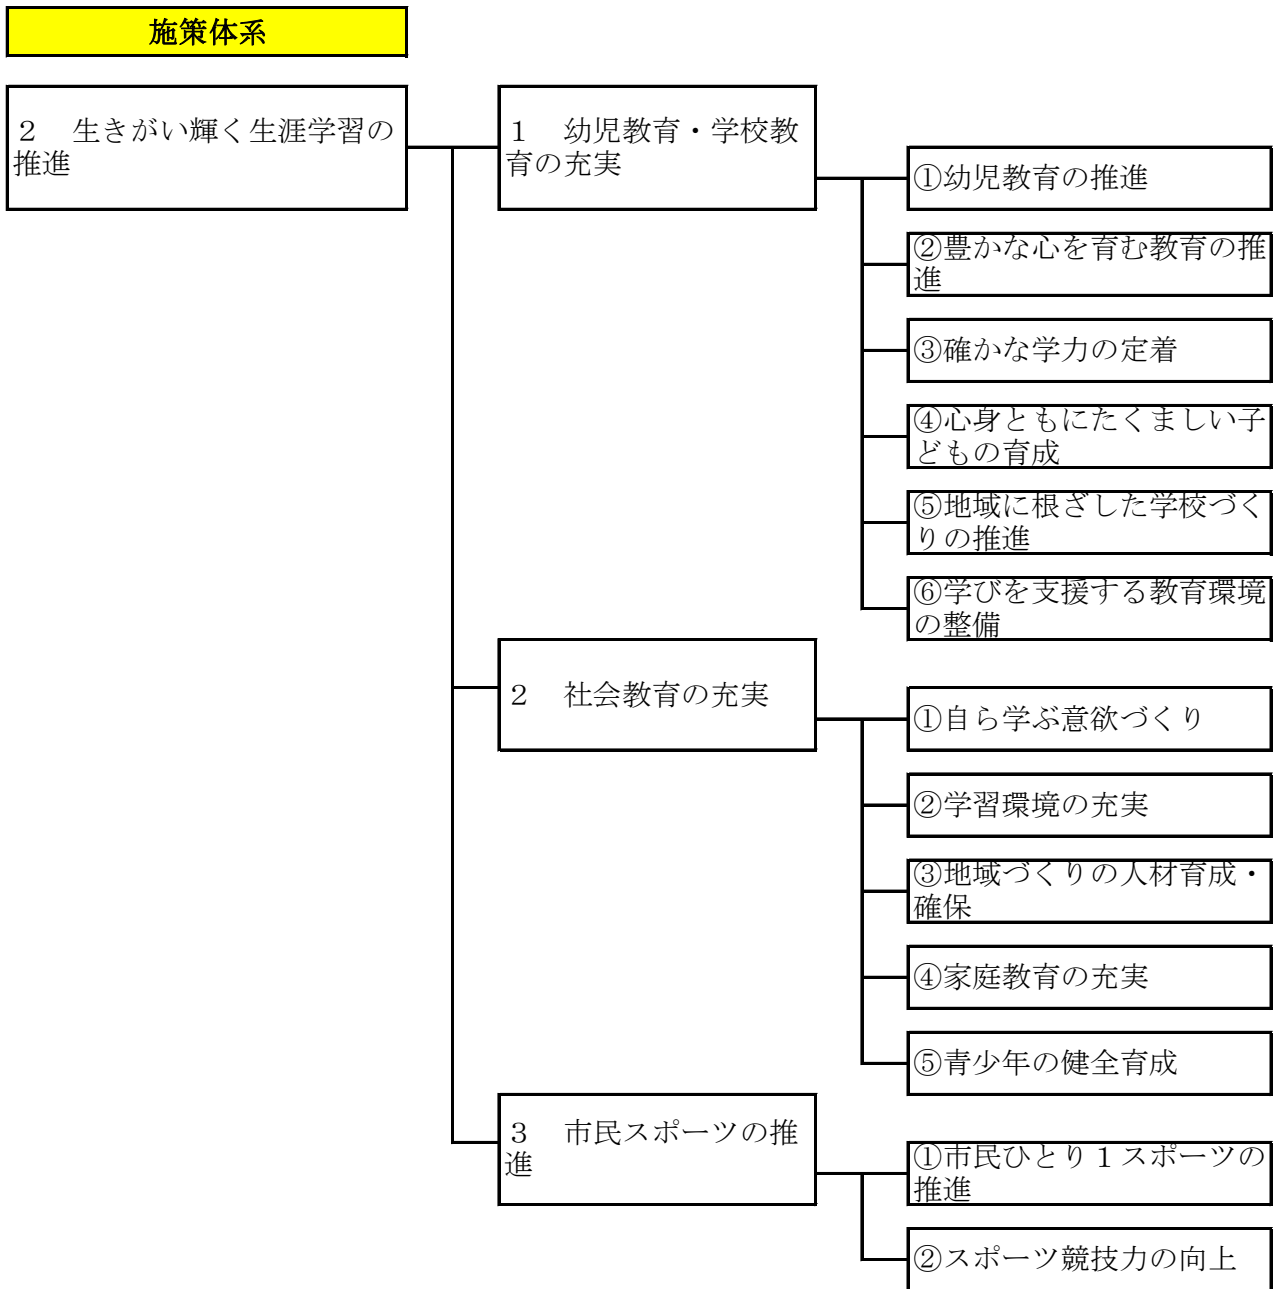 施策体系
２　生きがい輝く生涯学習の
推進
１　幼児教育・学校教
育の充実
①幼児教育の推進
②豊かな心を育む教育の推
進
③確かな学力の定着
④心身ともにたくましい子
どもの育成
⑤地域に根ざした学校づく
りの推進
⑥学びを支援する教育環境
の整備
２　社会教育の充実
①自ら学ぶ意欲づくり
②学習環境の充実
③地域づくりの人材育成・
確保
④家庭教育の充実
⑤青少年の健全育成
３　市民スポーツの推
進
①市民ひとり１スポーツの
推進
②スポーツ競技力の向上